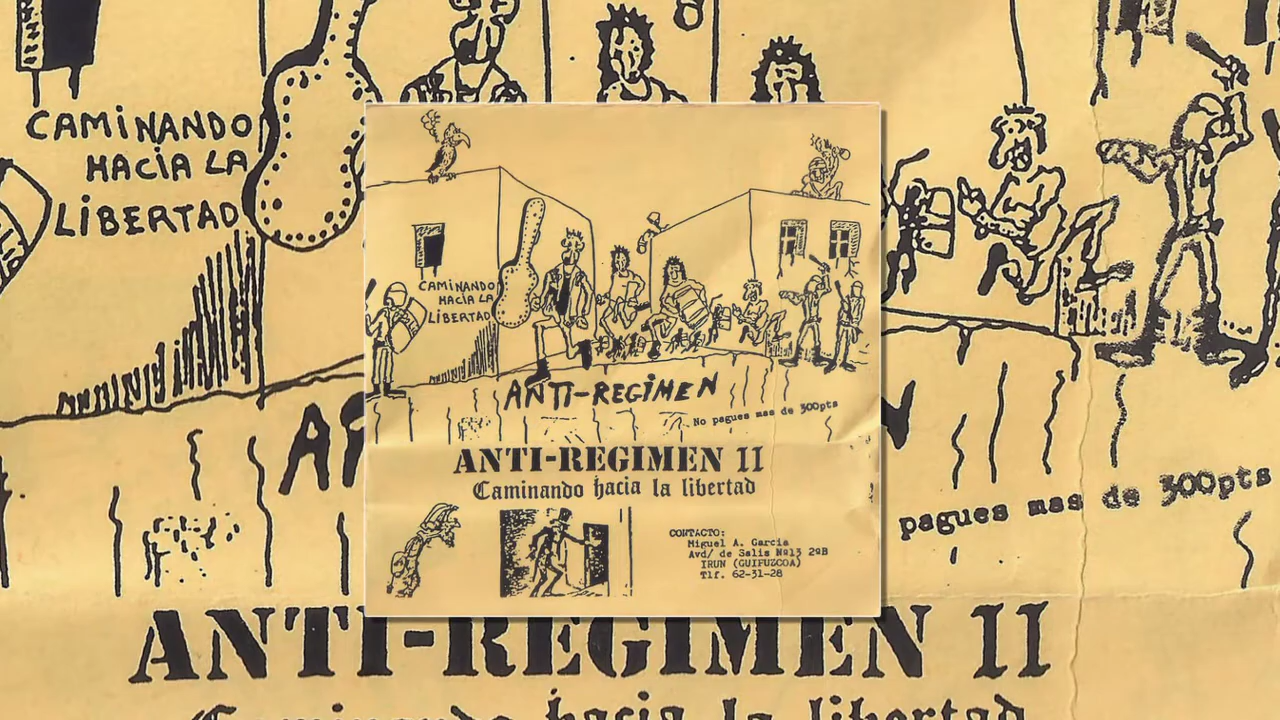 CAMINANDO
HACIA LA
LIBERTAD
CAMINANDO
HACIA LA
LIBERTAD
ANTI-REGIMEN
No pagues mas de 300pts
pagues mas de 300pts
ANTI-REGIMEN II
Caminando hacia la libertad
CONTACTO:
Miguel A. Garcia
Avd/ de Salis Nº13 2ºB
IRUN (GUIFUZCOA)
Tlf. 62-31-28
ANTI-REGIMEN II
Caminando hacia la libertad